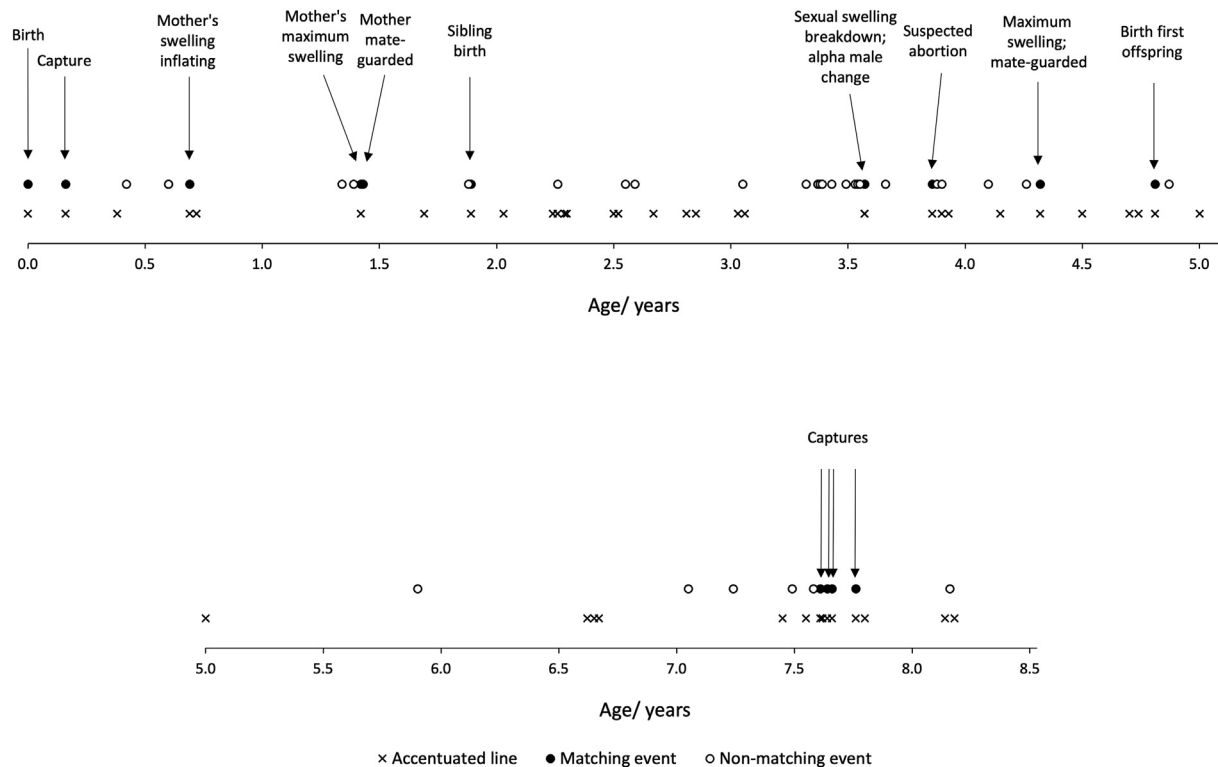 Birth
Capture
Mother's
swelling
inflating
Mother's
maximum
swelling
Mother
mate-
guarded
Sibling
birth
Sexual swelling
breakdown;
alpha male
change
Suspected
abortion
Maximum
swelling;
mate-guarded
Birth first
offspring
0.0 0.5 1.0 1.5 2.0 2.5 3.0 3.5 4.0 4.5 5.0
Age/ years
Captures
5.0 5.5 6.0 6.5 7.0 7.5 8.0 8.5
Age/ years
× Accentuated line ● Matching event ○ Non-matching event